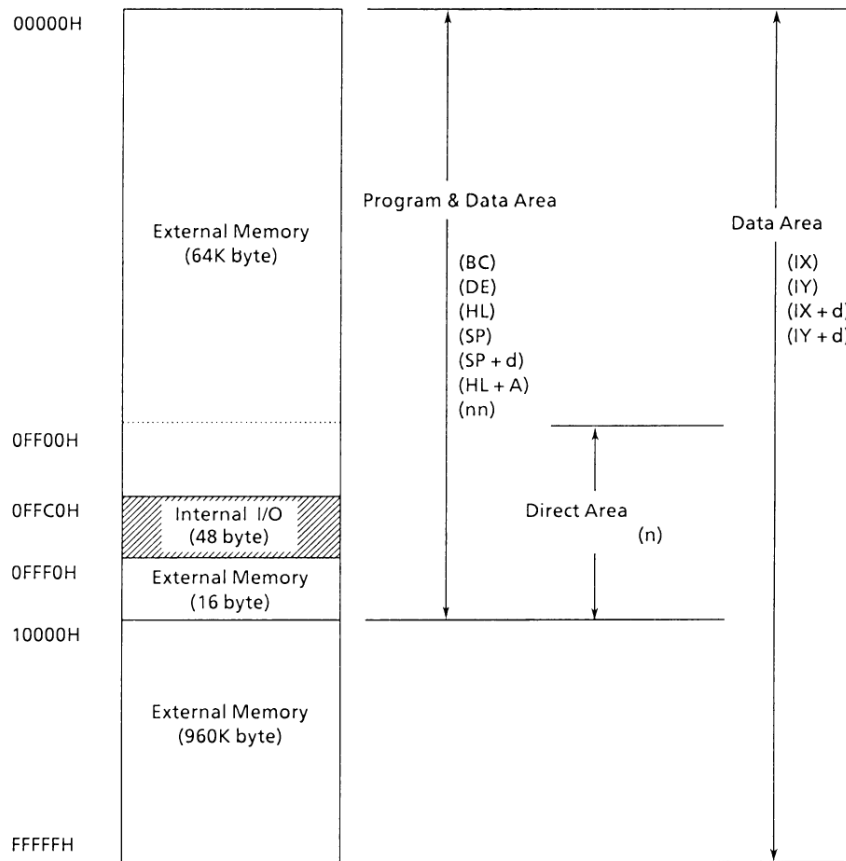 00000H
External Memory
(64K byte)
0FF00H
0FFC0H
Internal I/O
(48 byte)
0FFF0H
External Memory
(16 byte)
10000H
External Memory
(960K byte)
FFFFFH
Program & Data Area
(BC)
(DE)
(HL)
(SP)
(SP + d)
(HL + A)
(nn)
Direct Area
(n)
Data Area
(IX)
(IY)
(IX + d)
(IY + d)